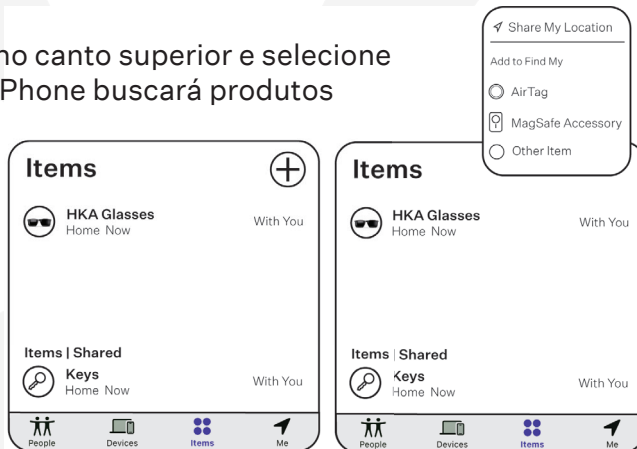 no canto superior e selecione
Phone buscará produtos
Share My Location
Add to Find My
AirTag
MagSafe Accessory
Other Item
Items
HKA Glasses
Home Now
With You
Items | Shared
Keys
Home Now
With You
People
Devices
Items
Me
Items
HKA Glasses
Home Now
With You
Items | Shared
Keys
Home Now
With You
People
Devices
Items
Me